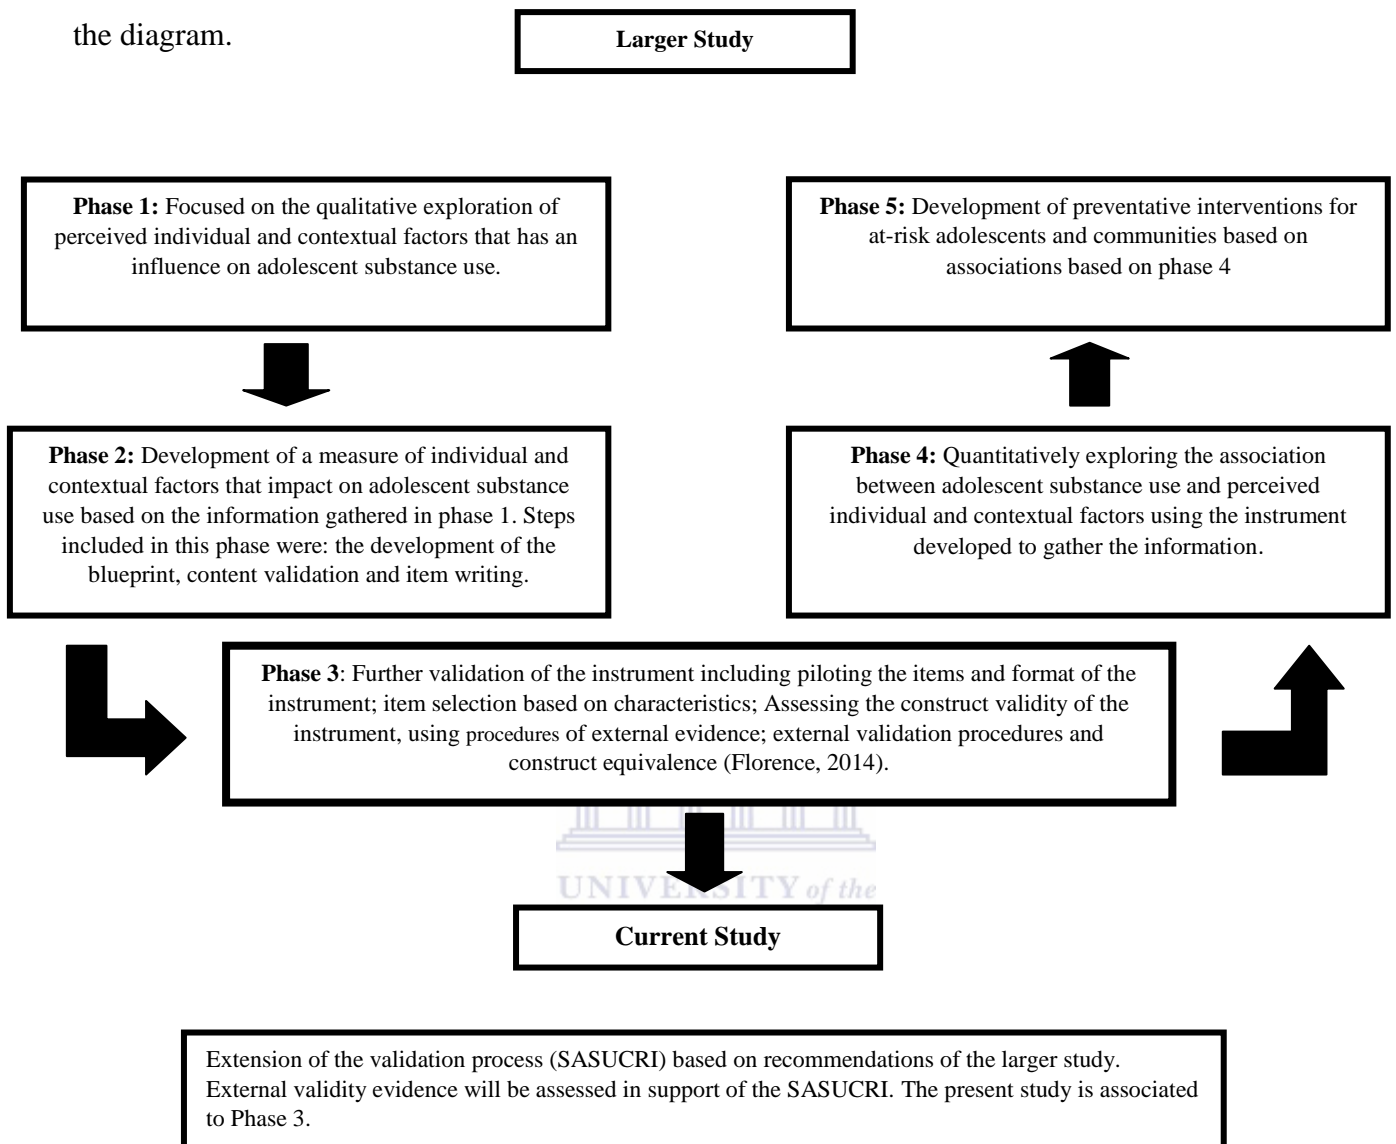 the diagram.
Larger Study
Phase 1: Focused on the qualitative exploration of
perceived individual and contextual factors that has an
influence on adolescent substance use.
Phase 2: Development of a measure of individual and
contextual factors that impact on adolescent substance
use based on the information gathered in phase 1. Steps
included in this phase were: the development of the
blueprint, content validation and item writing.
Phase 3: Further validation of the instrument including piloting the items and format of the
instrument; item selection based on characteristics; Assessing the construct validity of the
instrument, using procedures of external evidence; external validation procedures and
construct equivalence (Florence, 2014).
Phase 4: Quantitatively exploring the association
between adolescent substance use and perceived
individual and contextual factors using the instrument
developed to gather the information.
Phase 5: Development of preventative interventions for
at-risk adolescents and communities based on
associations based on phase 4
UNIVERSITY of the
Current Study
Extension of the validation process (SASUCRI) based on recommendations of the larger study.
External validity evidence will be assessed in support of the SASUCRI. The present study is associated
to Phase 3.